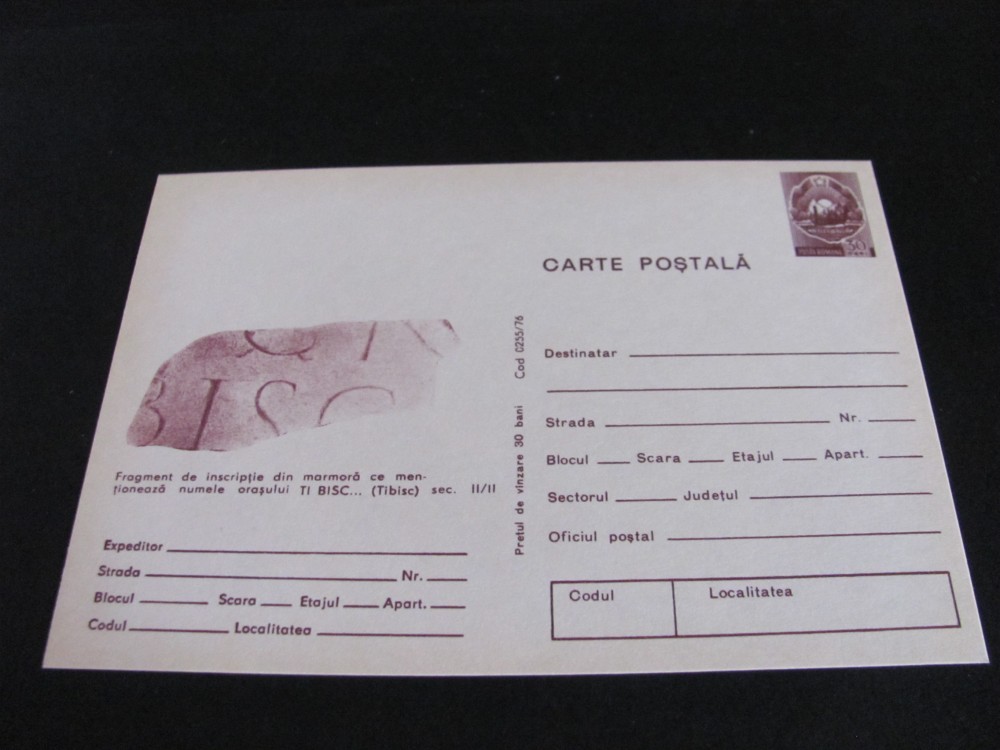 30
CARTE POȘTALĂ
BISC
Fragment de inscripție din marmoră ce men-
ționează numele orașului TI BISC... (Tibisc) sec. II/II
Expeditor
Strada Nr.
Blocul Scara Etajul Apart.
Codul Localitatea
Prețul de vînzare 30 bani Cod 0255/76
Destinatar
Strada Nr.
Blocul Scara Etajul Apart.
Sectorul Județul
Oficiul poștal
Codul Localitatea